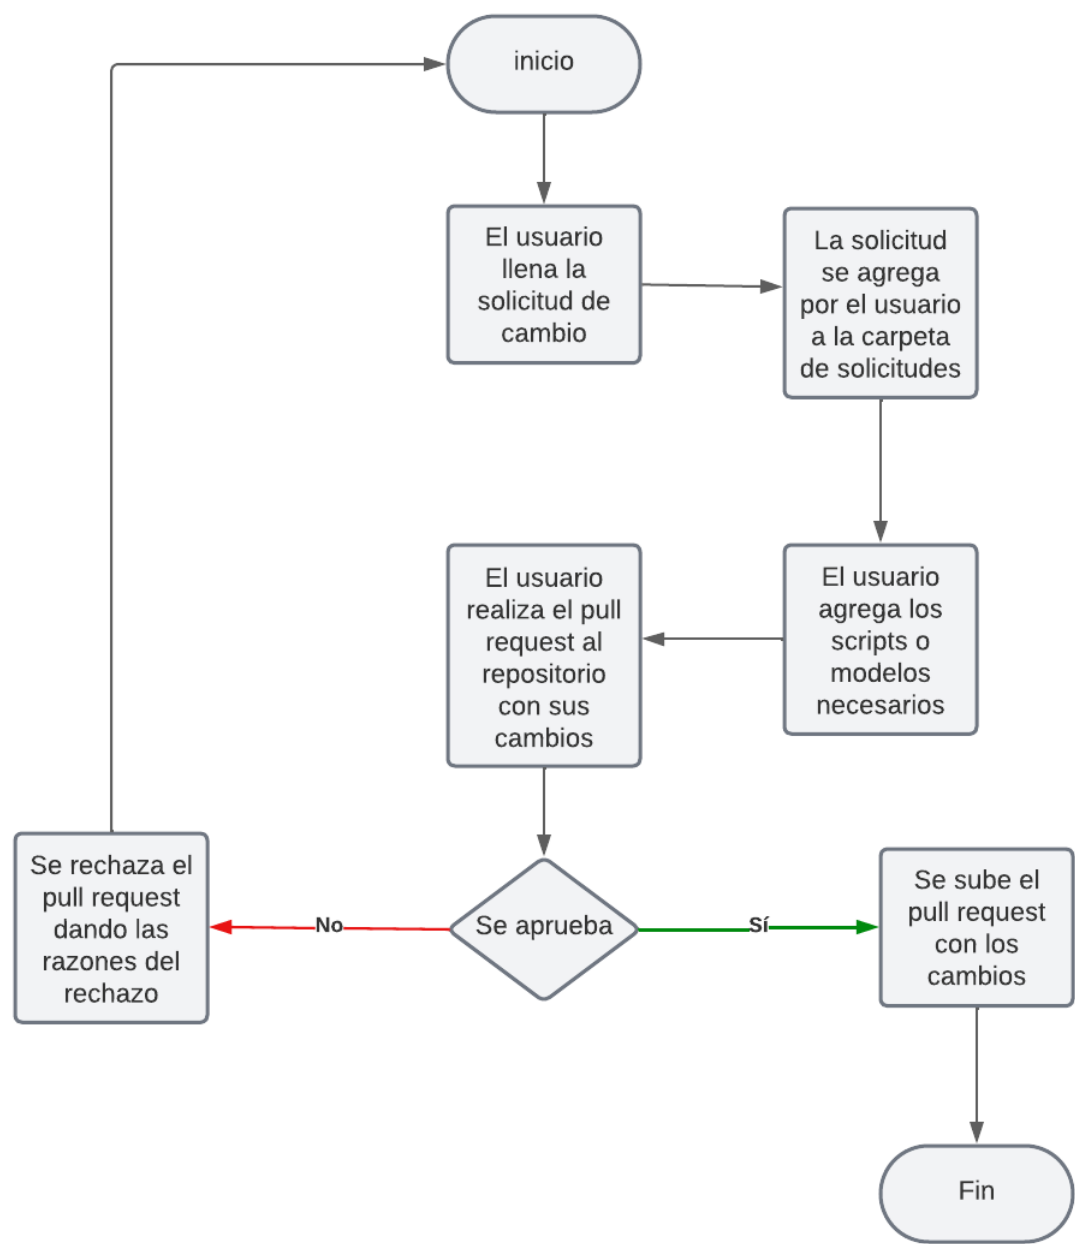 inicio
El usuario
llena la
solicitud de
cambio
La solicitud
se agrega
por el usuario
a la carpeta
de solicitudes
El usuario
agrega los
scripts o
modelos
necesarios
El usuario
realiza el pull
request al
repositorio
con sus
cambios
Se aprueba
No
Sí
Se rechaza el
pull request
dando las
razones del
rechazo
Se sube el
pull request
con los
cambios
Fin